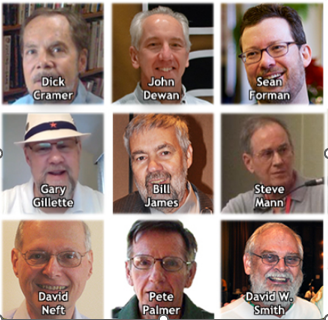 Dick
Cramer
John
Dewan
Sean
Forman
Gary
Gillette
Bill
James
Steve
Mann
David
Neft
Pete
Palmer
David W.
Smith